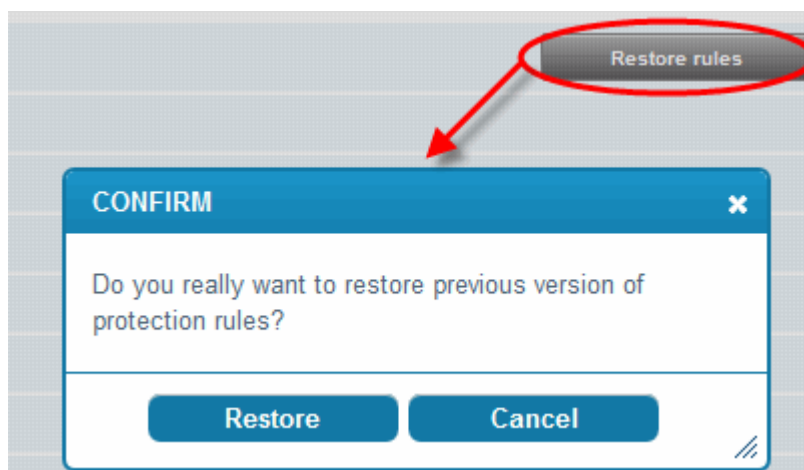 Restore rules
CONFIRM
Do you really want to restore previous version of
protection rules?
Restore
Cancel